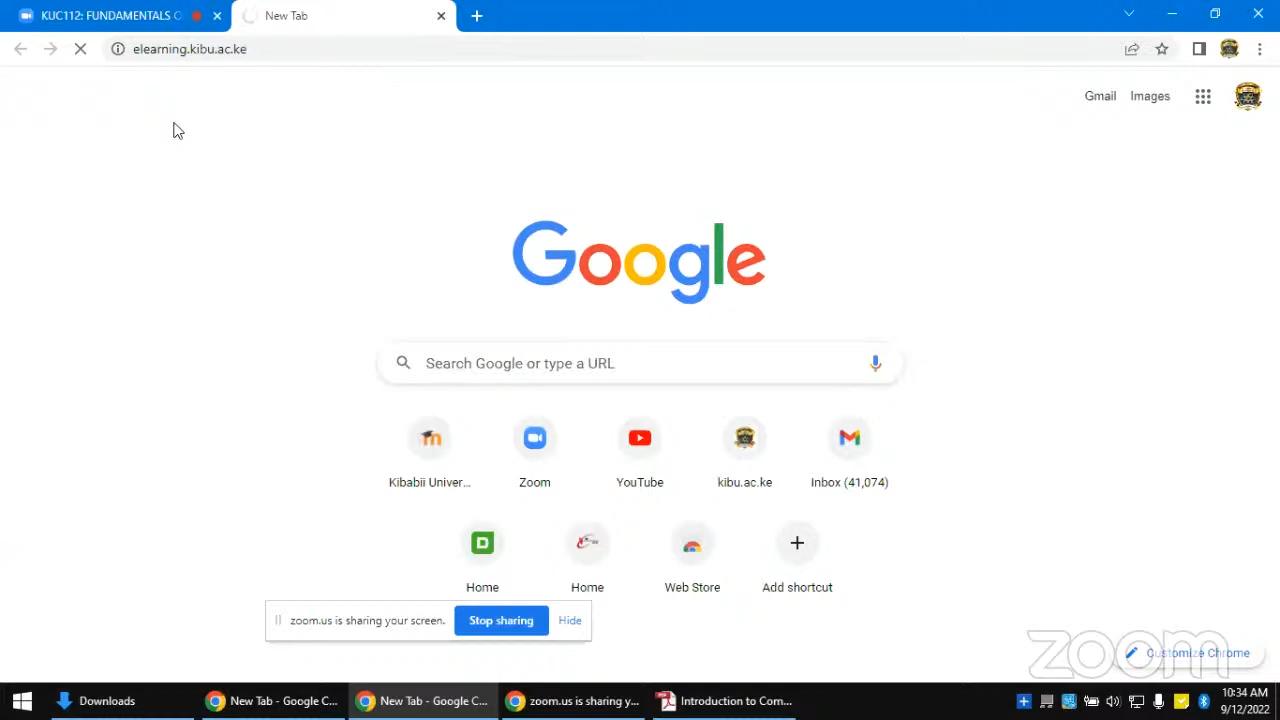 KUC112: FUNDAMENTALS O
New Tab
elearning.kibu.ac.ke
Gmail Images
Google
Search Google or type a URL
Kibabii Univer... Zoom YouTube kibu.ac.ke Inbox (41,074)
Home Home Web Store Add shortcut
zoom.us is sharing your screen. Stop sharing Hide
zoom
Customize Chrome
Downloads New Tab - Google C... New Tab - Google C... zoom.us is sharing y... Introduction to Com...
10:34 AM
9/12/2022